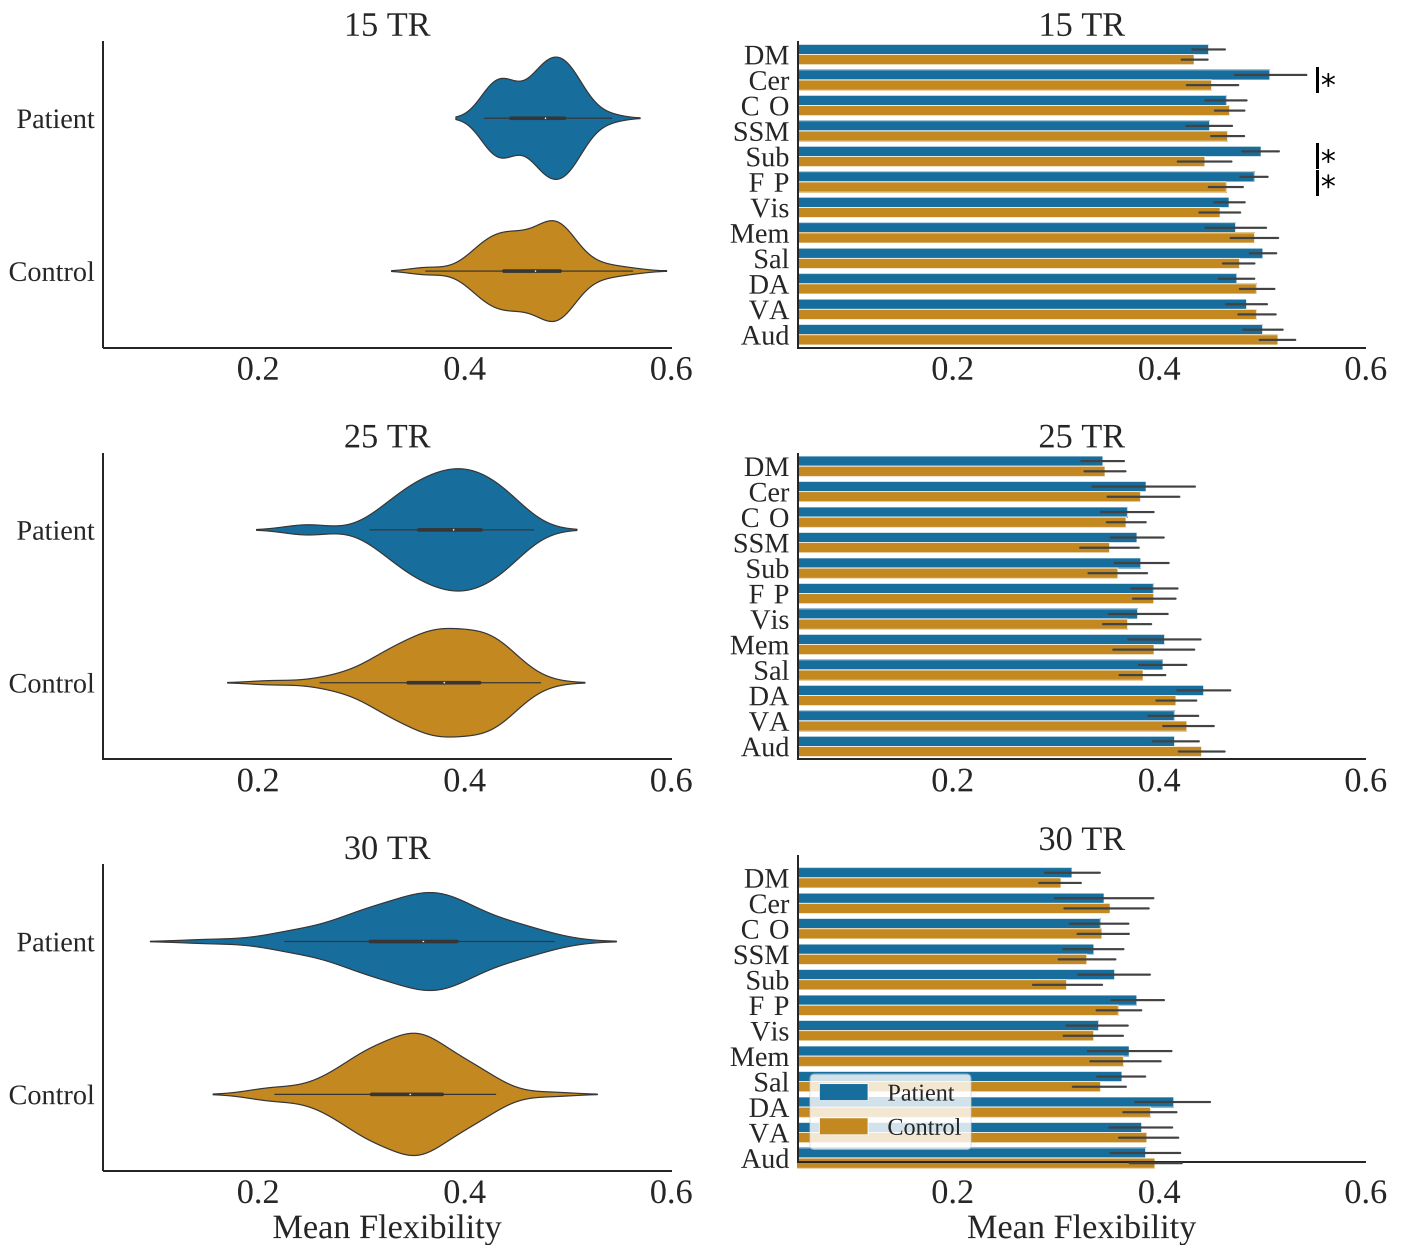 15 TR
Patient
Control
0.2 0.4 0.6
15 TR
DM
Cer
*
C O
SSM
Sub
*
F P
*
Vis
Mem
Sal
DA
VA
Aud
0.2 0.4 0.6
25 TR
Patient
Control
0.2 0.4 0.6
25 TR
DM
Cer
C O
SSM
Sub
F P
Vis
Mem
Sal
DA
VA
Aud
0.2 0.4 0.6
30 TR
Patient
Control
0.2 0.4 0.6
Mean Flexibility
30 TR
DM
Cer
C O
SSM
Sub
F P
Vis
Mem
Sal
DA
VA
Aud
Patient
Control
0.2 0.4 0.6
Mean Flexibility